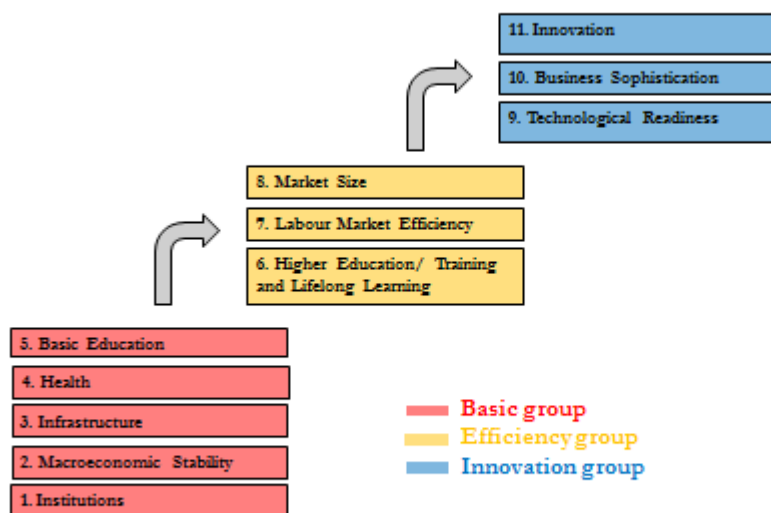 11. Innovation
10. Business Sophistication
9. Technological Readiness
8. Market Size
7. Labour Market Efficiency
6. Higher Education/ Training
and Lifelong Learning
5. Basic Education
4. Health
3. Infrastructure
2. Macroeconomic Stability
1. Institutions
Basic group
Efficiency group
Innovation group